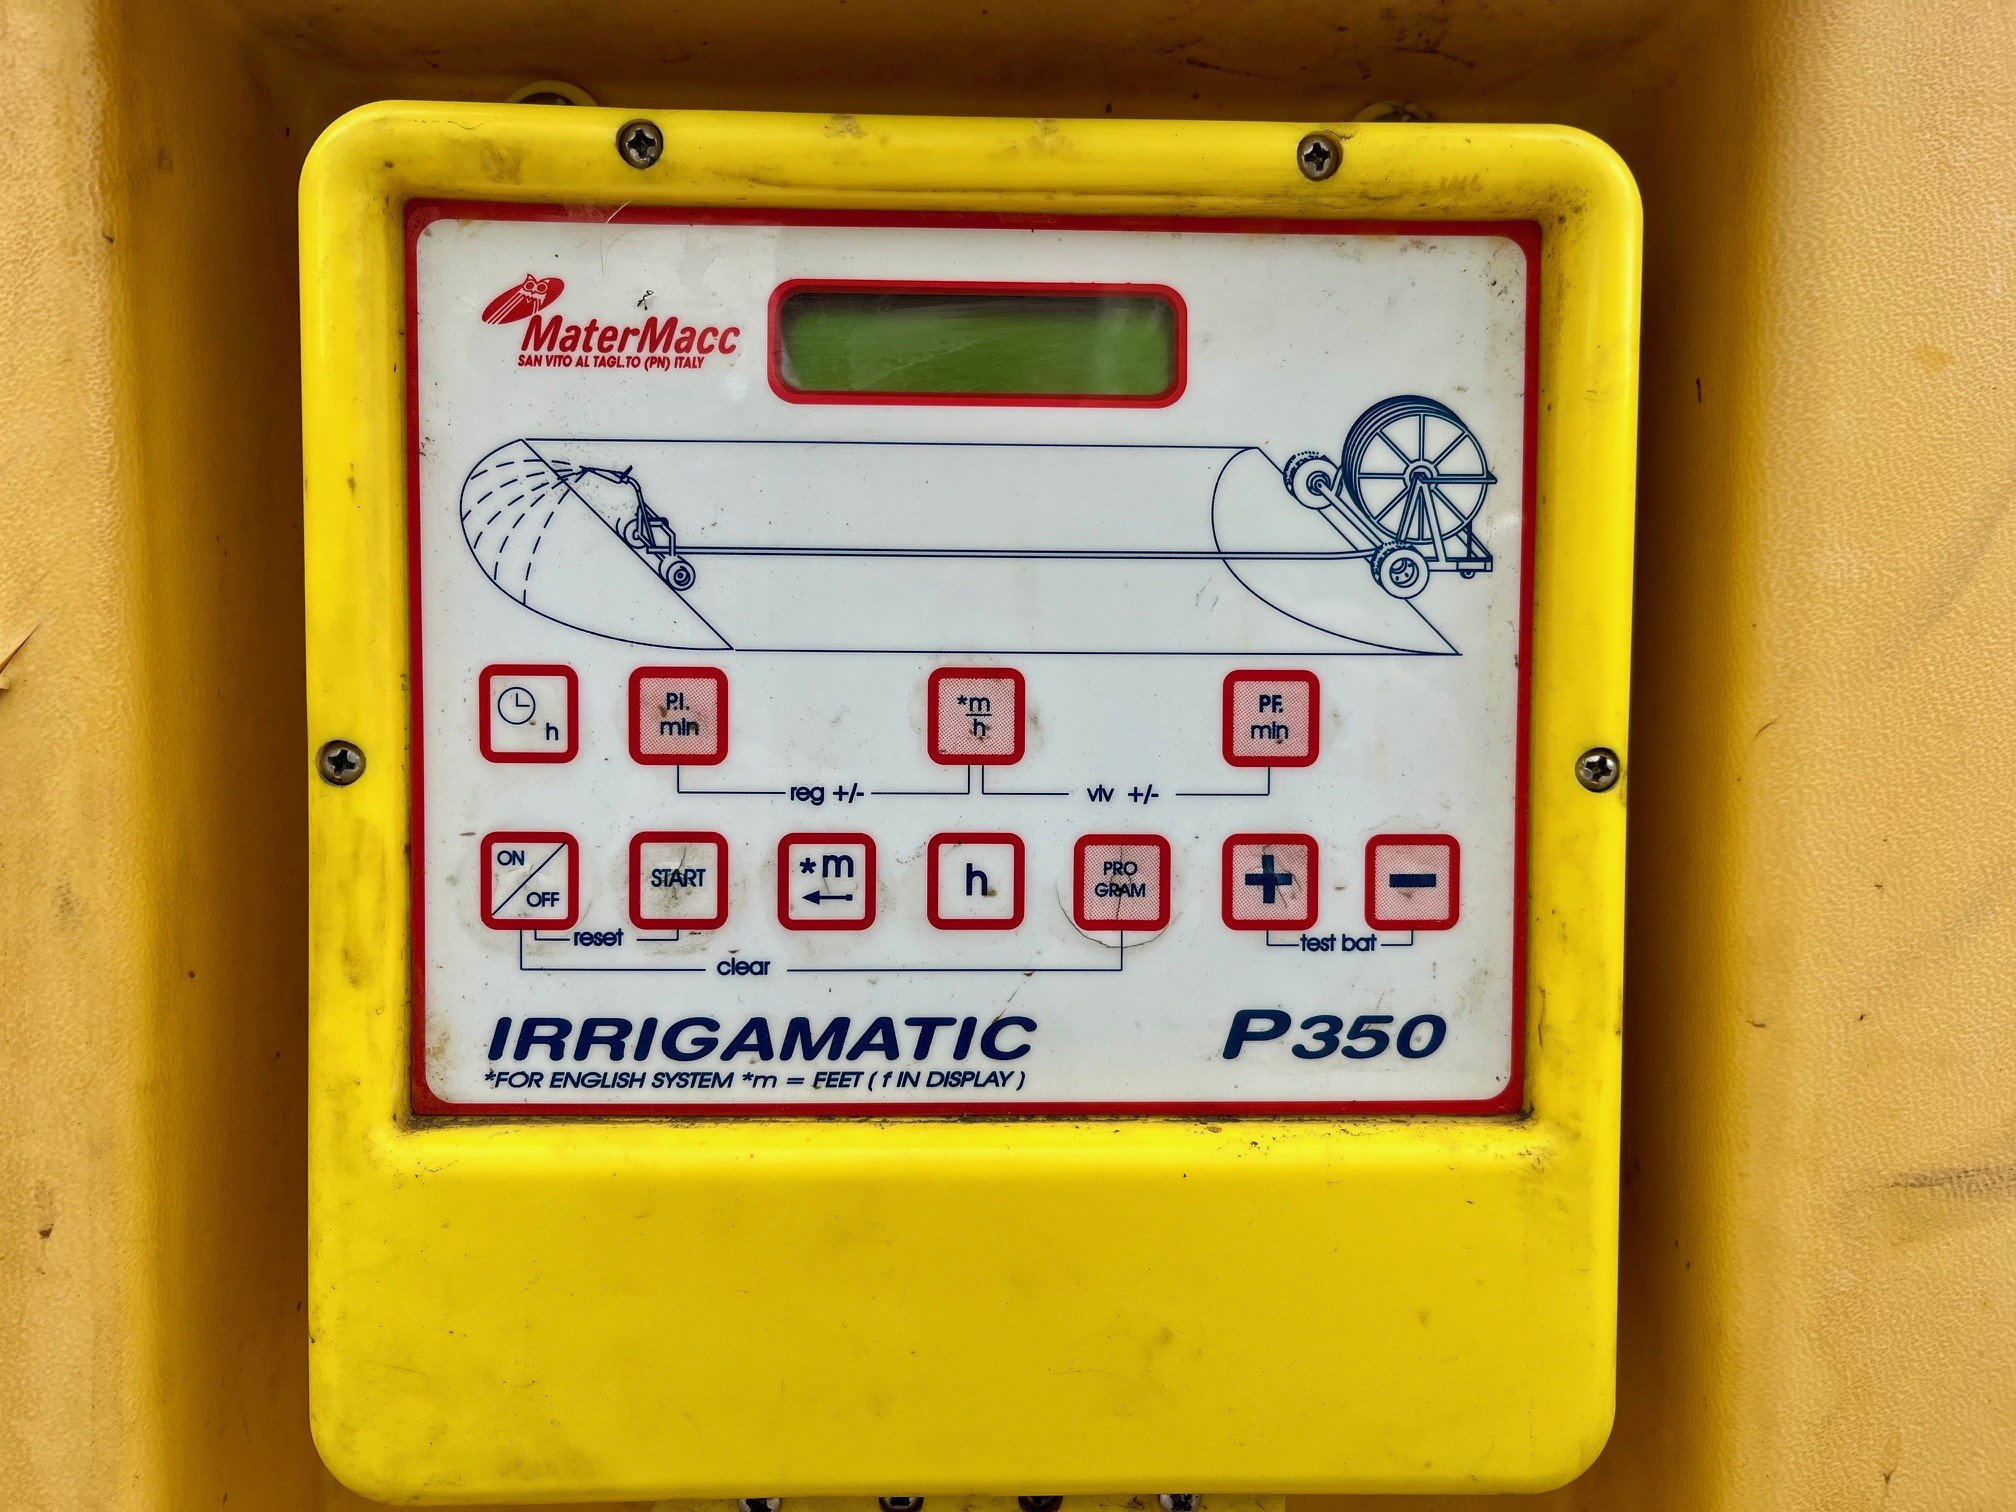 MaterMacc
SAN VITO AL TAGL.TO (PN) ITALY
h
P.I.
min
*m
h
PF.
min
reg +/-
vlv +/-
ON
OFF
START
*m
h
PRO
GRAM
+
-
reset
test bat
clear
IRRIGAMATIC
P350
*FOR ENGLISH SYSTEM *m = FEET ( f IN DISPLAY )